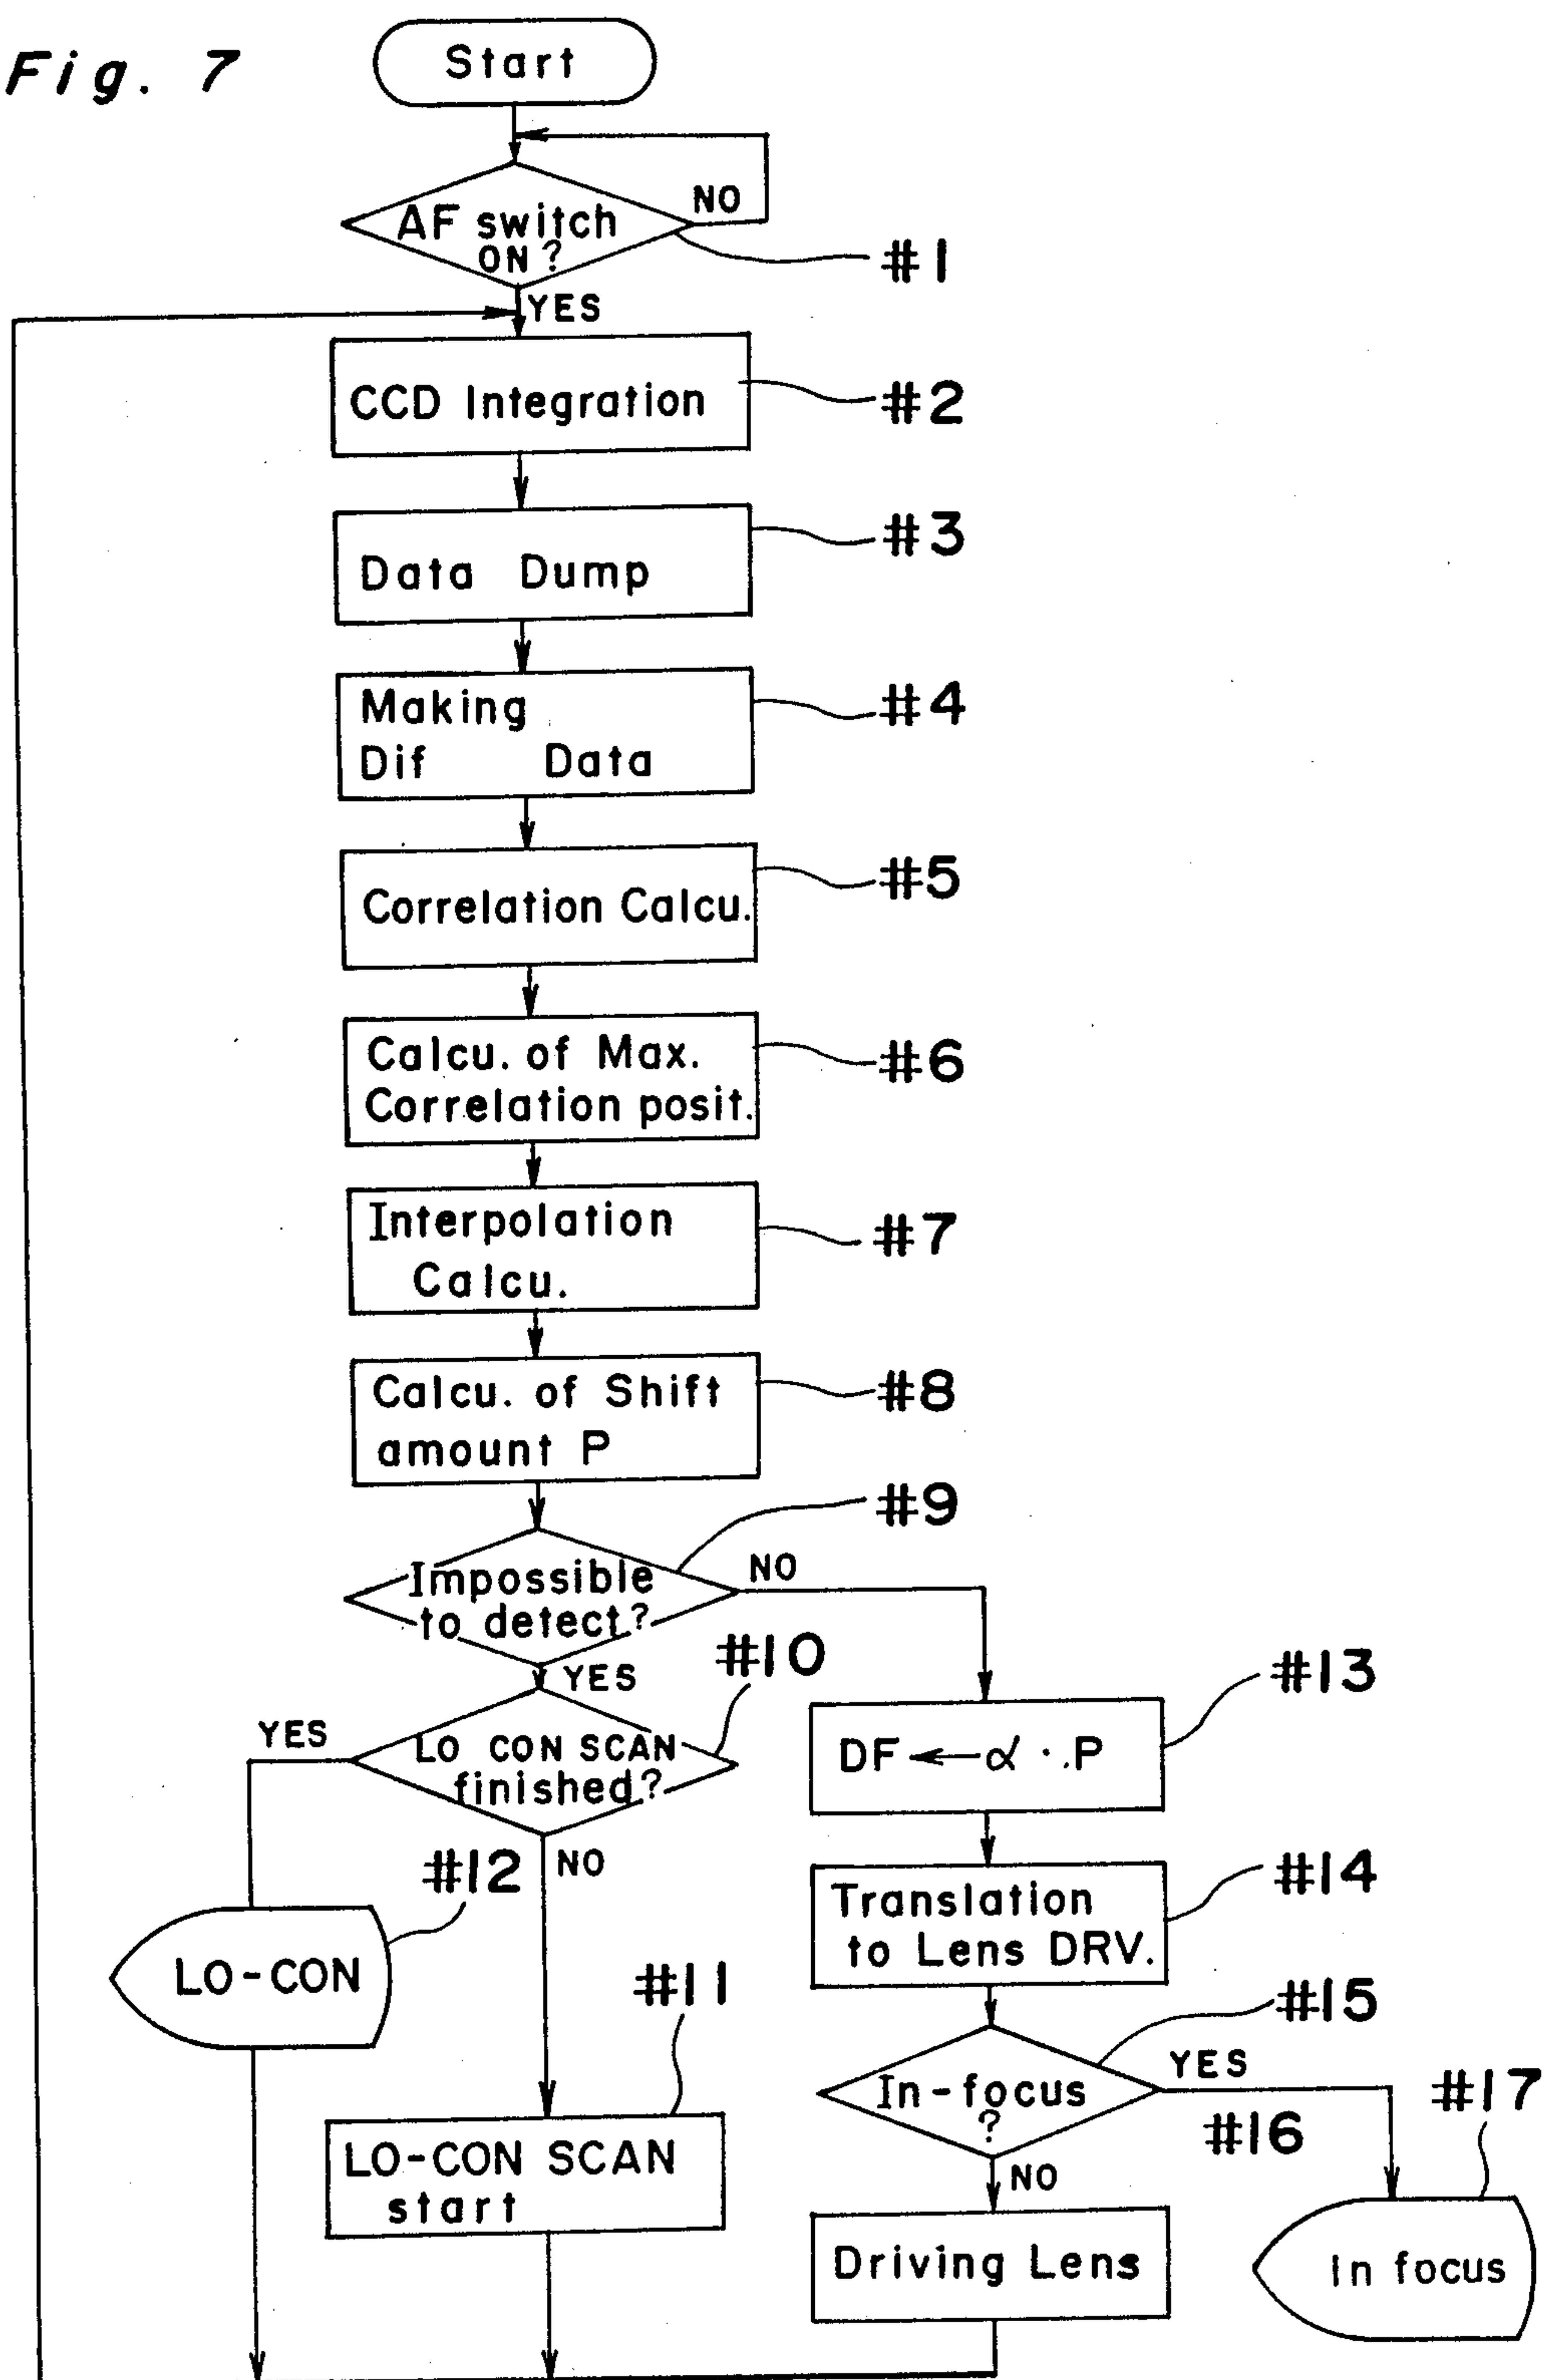 Fig. 7
Start
AF switch
ON?
NO
#1
YES
CCD Integration
#2
Data Dump
#3
Making
Dif Data
#4
Correlation Calcu.
#5
Calcu. of Max.
Correlation posit.
#6
Interpolation
Calcu.
#7
Calcu. of Shift
amount P
#8
#9
Impossible
to detect?
NO
YES
#10
YES
LO CON SCAN
finished?
NO
#13
DF ← α · P
#12
LO-CON
#14
Translation
to Lens DRV.
#11
LO-CON SCAN
start
#15
In-focus
?
YES
#16
#17
NO
Driving Lens
In focus